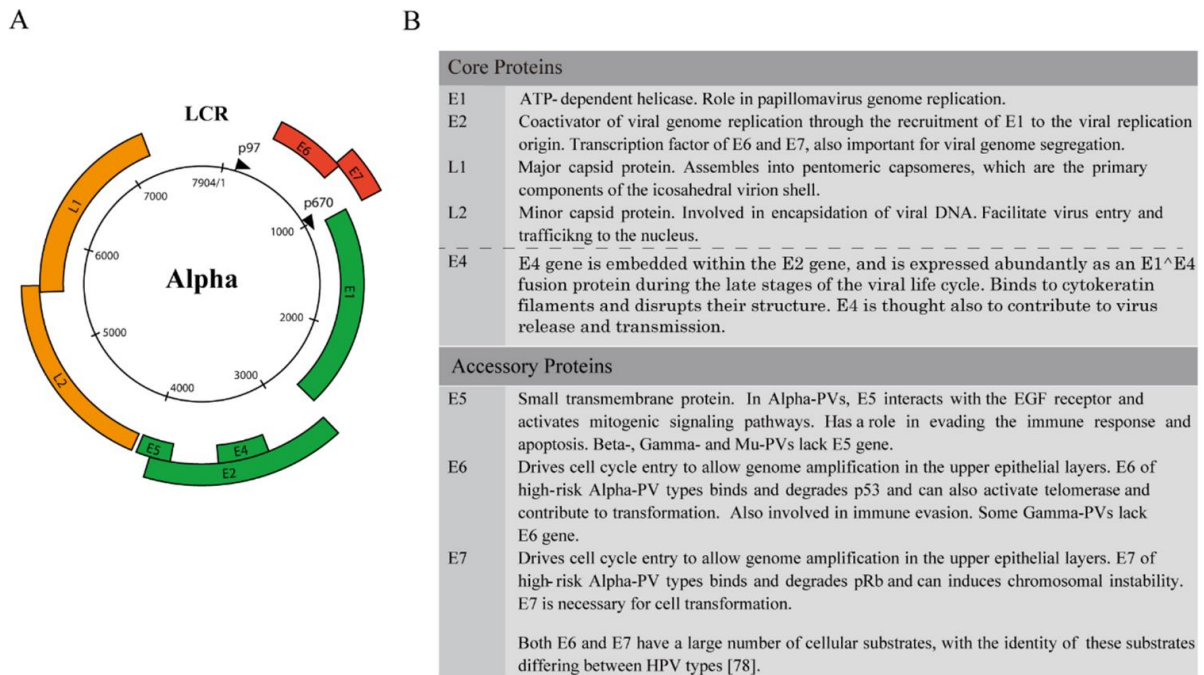 A
B
LCR
p97
E6
E7
7904/1
7000
p670
1000
L1
6000
Alpha
E1
2000
5000
L2
3000
4000
E5
E4
E2
Core Proteins
E1 ATP- dependent helicase. Role in papillomavirus genome replication.
E2 Coactivator of viral genome replication through the recruitment of E1 to the viral replication
origin. Transcription factor of E6 and E7, also important for viral genome segregation.
L1 Major capsid protein. Assembles into pentomeric capsomeres, which are the primary
components of the icosahedral virion shell.
L2 Minor capsid protein. Involved in encapsidation of viral DNA. Facilitate virus entry and
trafficikng to the nucleus.
E4 E4 gene is embedded within the E2 gene, and is expressed abundantly as an E1^E4
fusion protein during the late stages of the viral life cycle. Binds to cytokeratin
filaments and disrupts their structure. E4 is thought also to contribute to virus
release and transmission.
Accessory Proteins
E5 Small transmembrane protein. In Alpha-PVs, E5 interacts with the EGF receptor and
activates mitogenic signaling pathways. Has a role in evading the immune response and
apoptosis. Beta-, Gamma- and Mu-PVs lack E5 gene.
E6 Drives cell cycle entry to allow genome amplification in the upper epithelial layers. E6 of
high-risk Alpha-PV types binds and degrades p53 and can also activate telomerase and
contribute to transformation. Also involved in immune evasion. Some Gamma-PVs lack
E6 gene.
E7 Drives cell cycle entry to allow genome amplification in the upper epithelial layers. E7 of
high-risk Alpha-PV types binds and degrades pRb and can induces chromosomal instability.
E7 is necessary for cell transformation.
Both E6 and E7 have a large number of cellular substrates, with the identity of these substrates
differing between HPV types [78].